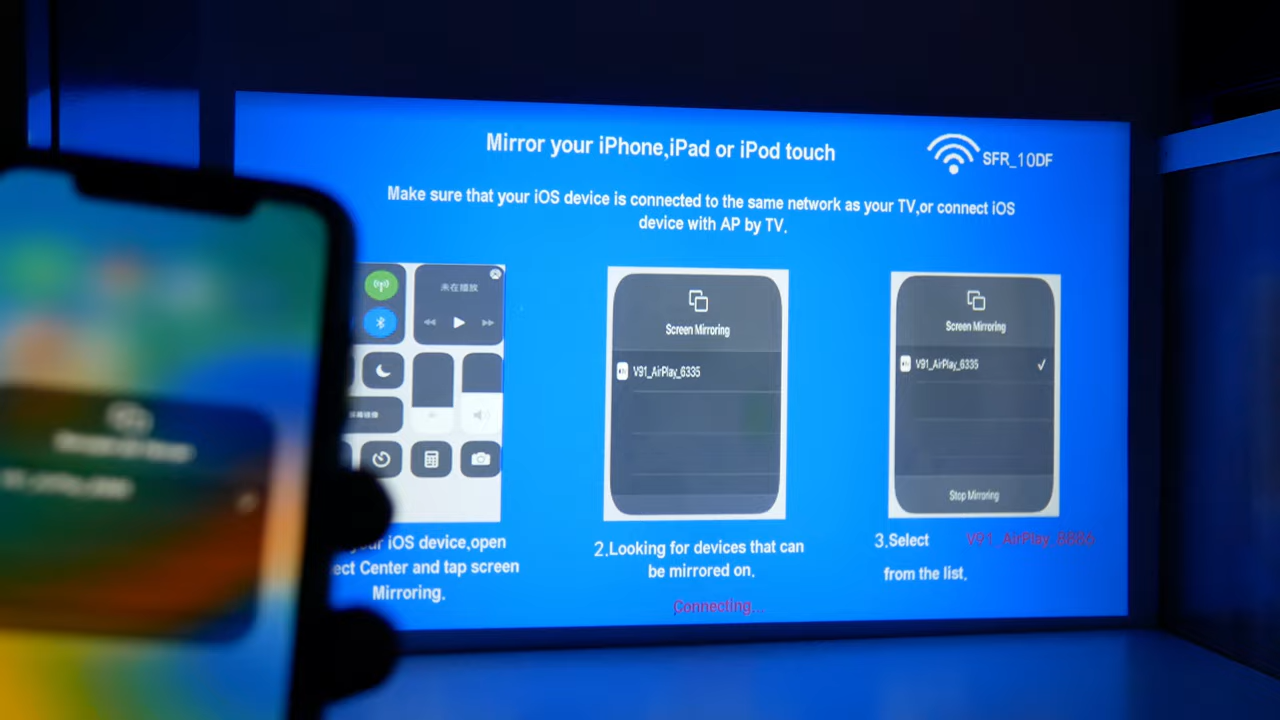 Mirror your iPhone,iPad or iPod touch
SFR_10DF
Make sure that your iOS device is connected to the same network as your TV,or connect iOS
device with AP by TV.
未在播放
Screen Mirroring
V91_AirPlay_6335
Screen Mirroring
V91_AirPlay_6335
Stop Mirroring
your iOS device,open
ect Center and tap screen
Mirroring.
2.Looking for devices that can
be mirrored on.
Connecting...
3.Select V91_AirPlay_
from the list.